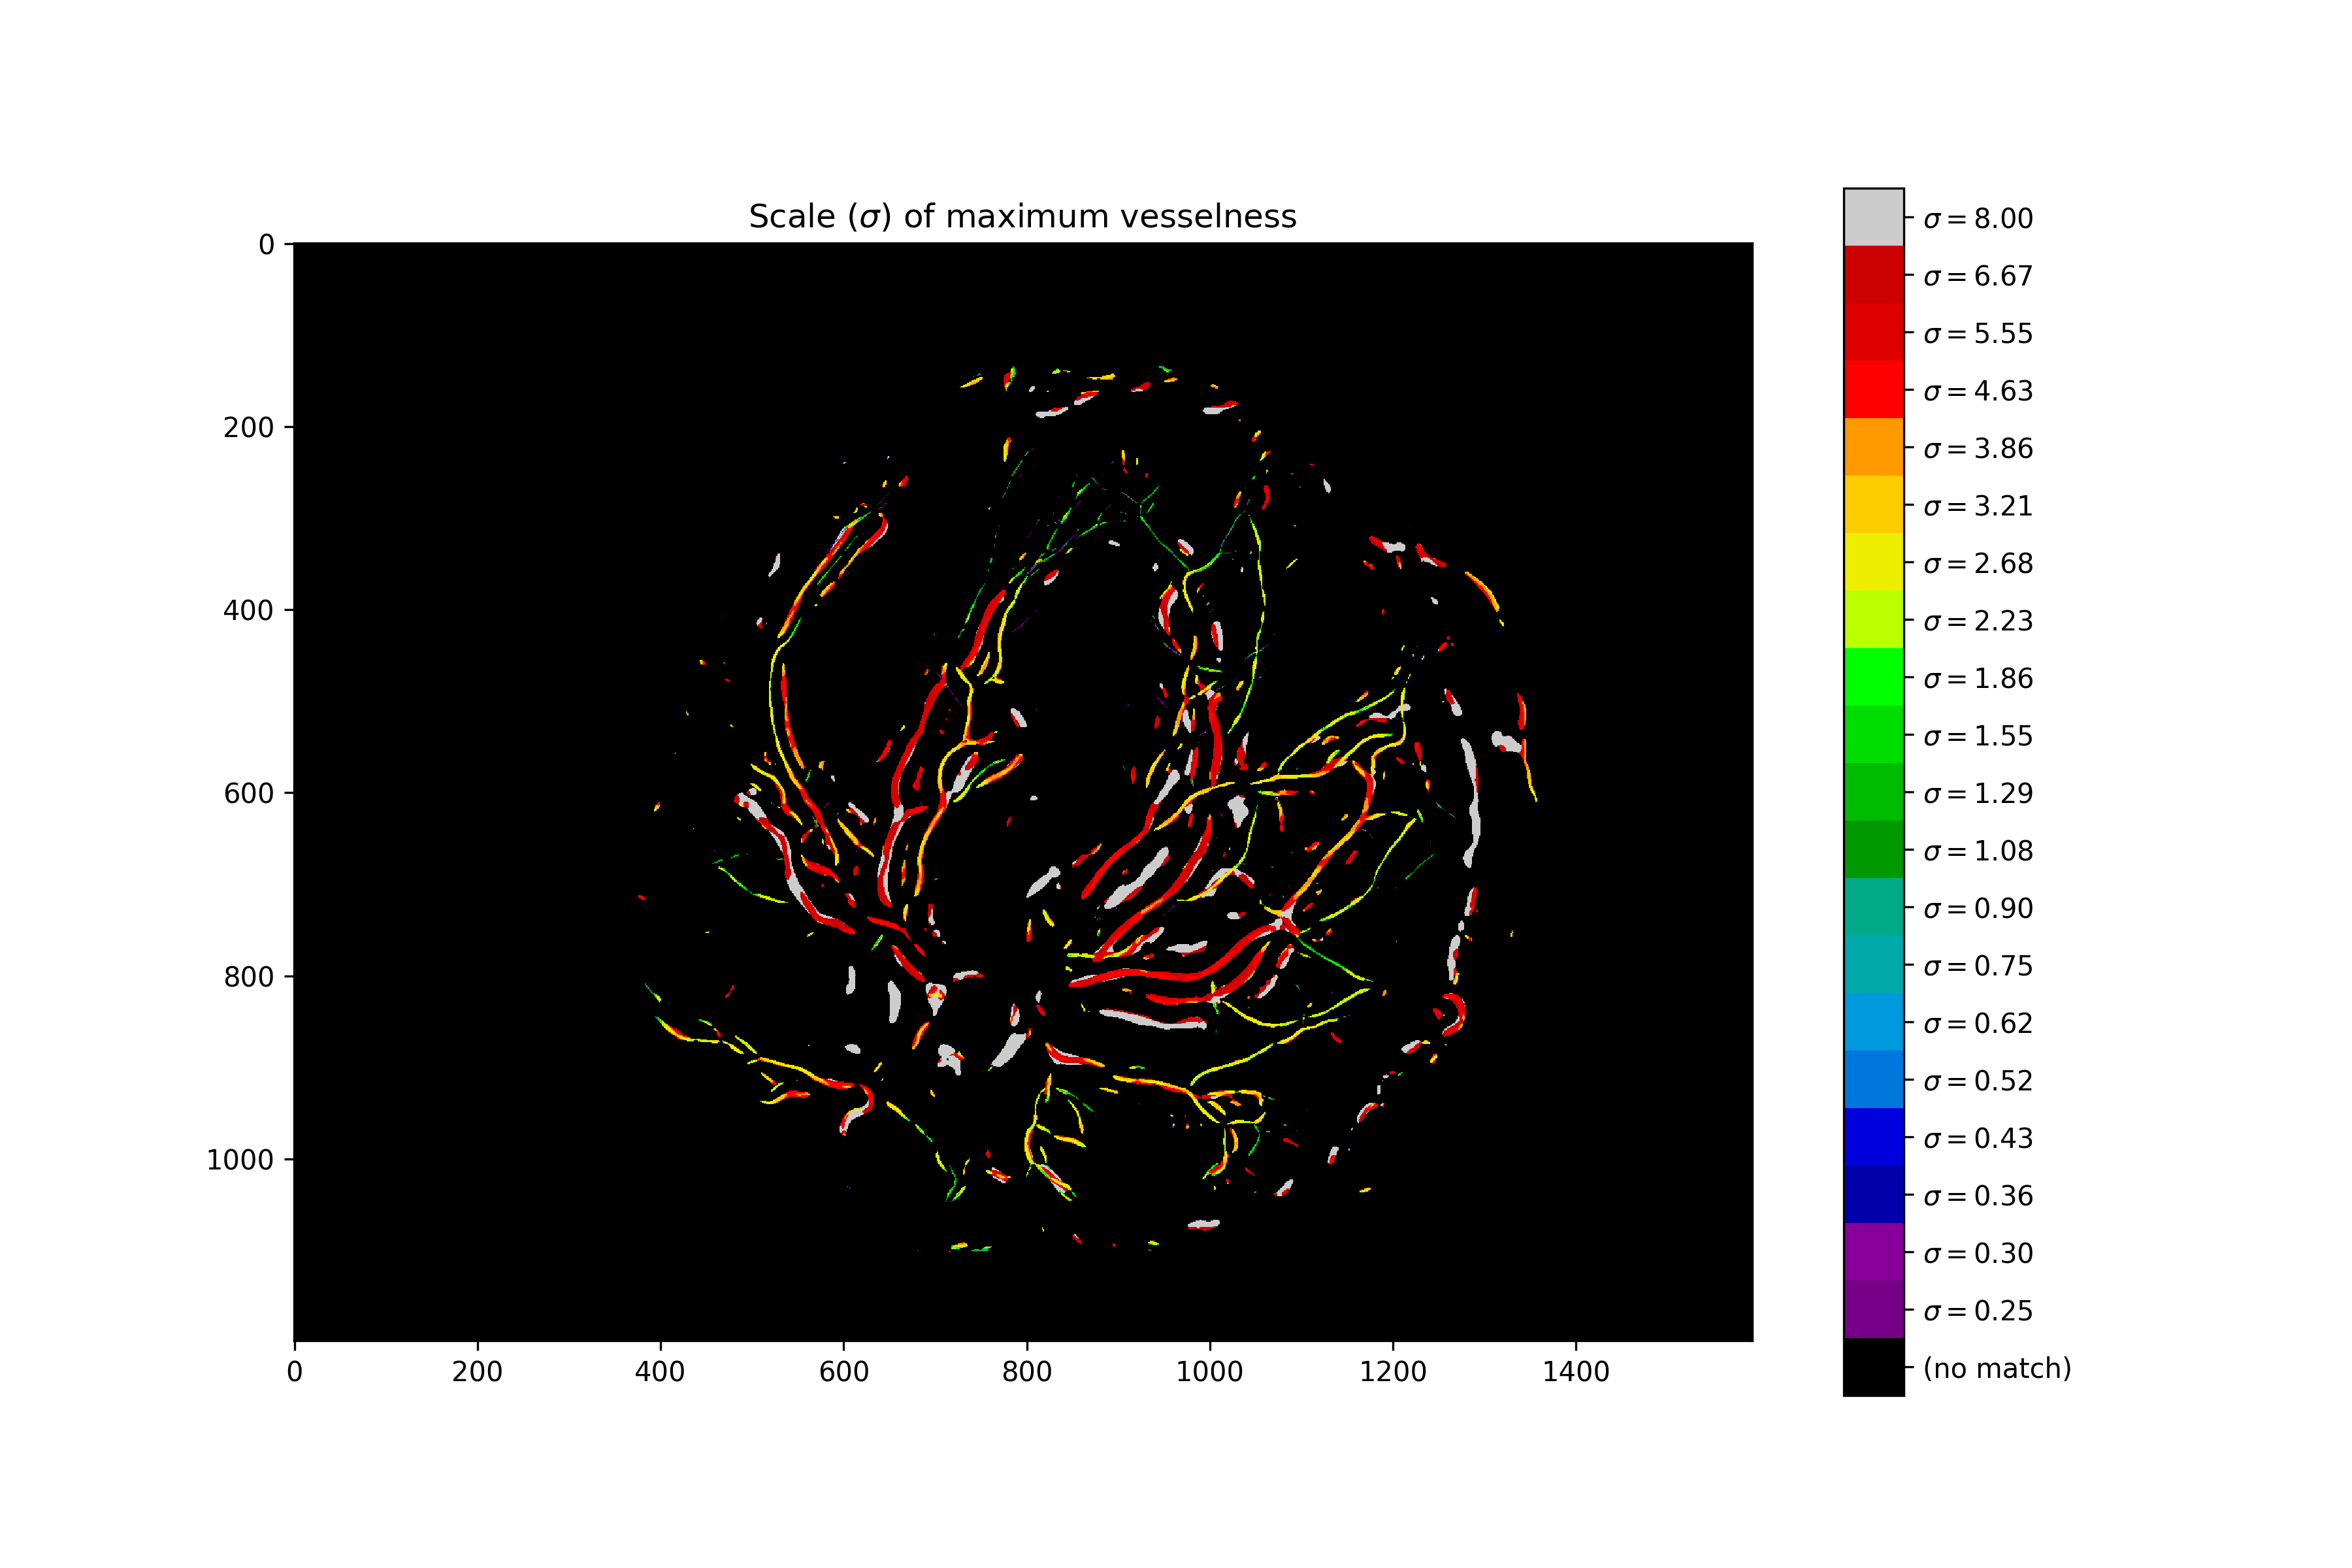 Scale (σ) of maximum vesselness
0
200
400
600
800
1000
0 200 400 600 800 1000 1200 1400
σ = 8.00
σ = 6.67
σ = 5.55
σ = 4.63
σ = 3.86
σ = 3.21
σ = 2.68
σ = 2.23
σ = 1.86
σ = 1.55
σ = 1.29
σ = 1.08
σ = 0.90
σ = 0.75
σ = 0.62
σ = 0.52
σ = 0.43
σ = 0.36
σ = 0.30
σ = 0.25
(no match)